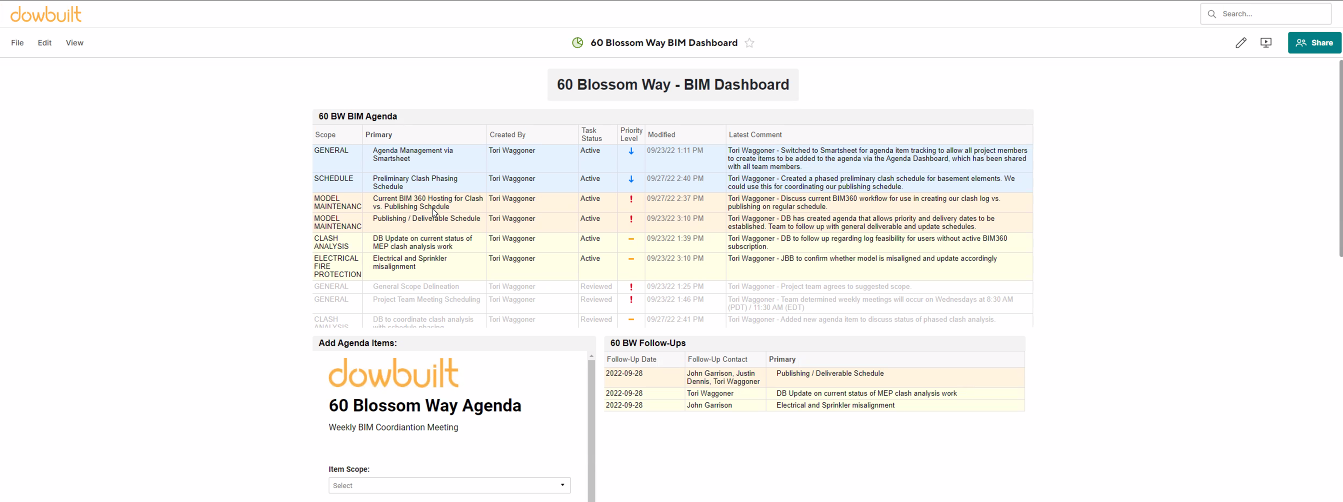 dowbuilt
Search...
File Edit View
60 Blossom Way BIM Dashboard
Share
60 Blossom Way - BIM Dashboard
60 BW BIM Agenda
Scope Primary Created By Task Status Priority Level Modified Latest Comment
GENERAL Agenda Management via Smartsheet Tori Waggoner Active 09/23/22 1:11 PM Tori Waggoner - Switched to Smartsheet for agenda item tracking to allow all project members
to create items to be added to the agenda via the Agenda Dashboard, which has been shared
with all team members.
SCHEDULE Preliminary Clash Phasing Schedule Tori Waggoner Active 09/27/22 2:40 PM Tori Waggoner - Created a phased preliminary clash schedule for basement elements. We
could use this for coordinating our publishing schedule.
MODEL MAINTENANC Current BIM 360 Hosting for Clash vs. Publishing Schedule Tori Waggoner Active ! 09/27/22 2:37 PM Tori Waggoner - Discuss current BIM360 workflow for use in creating our clash log vs.
publishing on regular schedule.
MODEL MAINTENANC Publishing / Deliverable Schedule Tori Waggoner Active ! 09/23/22 3:10 PM Tori Waggoner - DB has created agenda that allows priority and delivery dates to be
established. Team to follow up with general deliverable and update schedules.
CLASH ANALYSIS DB Update on current status of MEP clash analysis work Tori Waggoner Active 09/23/22 1:39 PM Tori Waggoner - DB to follow up regarding log feasibility for users without active BIM360
subscription.
ELECTRICAL FIRE PROTECTION Electrical and Sprinkler misalignment Tori Waggoner Active 09/23/22 3:10 PM Tori Waggoner - JBB to confirm whether model is misaligned and update accordingly
GENERAL General Scope Delineation Tori Waggoner Reviewed ! 09/23/22 1:25 PM Tori Waggoner - Project team agrees to suggested scope.
GENERAL Project Team Meeting Scheduling Tori Waggoner Reviewed ! 09/23/22 1:46 PM Tori Waggoner - Team determined weekly meetings will occur on Wednesdays at 8:30 AM
(PDT) / 11:30 AM (EDT)
CLASH ANALYSIS DB to coordinate clash analysis with schedule phasing Tori Waggoner Reviewed 09/27/22 2:41 PM Tori Waggoner - Added new agenda item to discuss status of phased clash analysis.
Add Agenda Items:
dowbuilt
60 Blossom Way Agenda
Weekly BIM Coordiantion Meeting
Item Scope:
Select
60 BW Follow-Ups
Follow-Up Date Follow-Up Contact Primary
2022-09-28 John Garrison, Justin Dennis, Tori Waggoner Publishing / Deliverable Schedule
2022-09-28 Tori Waggoner DB Update on current status of MEP clash analysis work
2022-09-28 John Garrison Electrical and Sprinkler misalignment